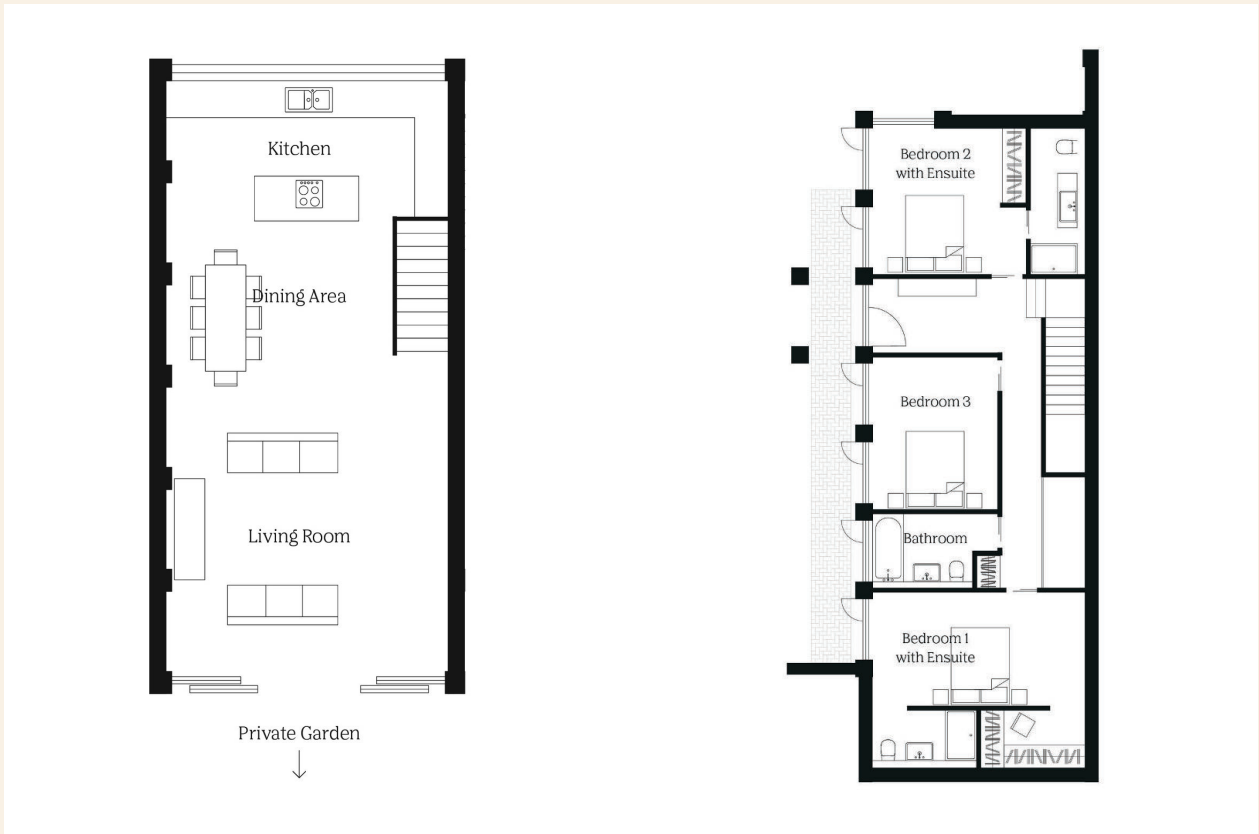 Kitchen
Dining Area
Living Room
Private Garden
Bedroom 2
with Ensuite
Bedroom 3
Bathroom
Bedroom 1
with Ensuite